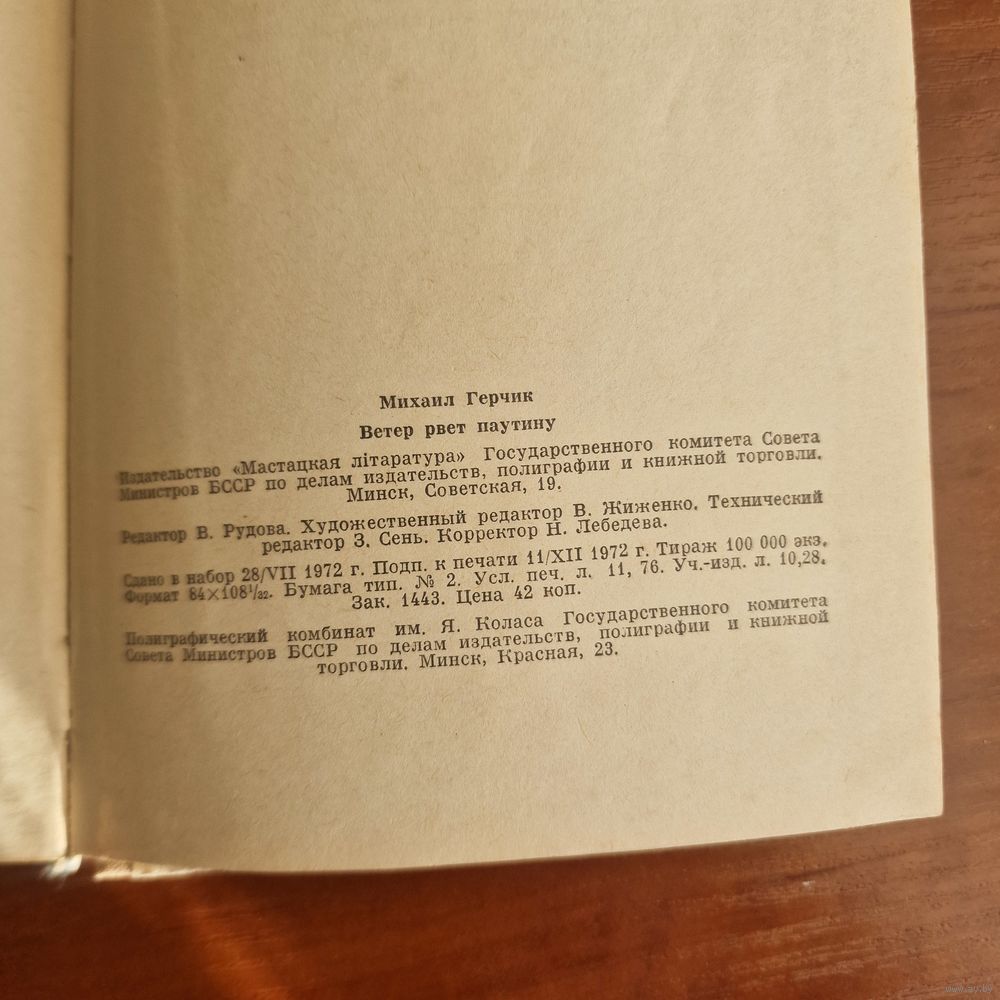 Михаил Герчик
Ветер рвет паутину
Издательство «Мастацкая літаратура» Государственного комитета Совета
Министров БССР по делам издательств, полиграфии и книжной торговли.
Минск, Советская, 19.
Редактор В. Рудова. Художественный редактор В. Жиженко. Технический
редактор З. Сень. Корректор Н. Лебедева.
Сдано в набор 28/VII 1972 г. Подп. к печати 11/XII 1972 г. Тираж 100 000 экз.
Формат 84×108¹/₃₂. Бумага тип. № 2. Усл. печ. л. 11, 76. Уч.-изд. л. 10,28.
Зак. 1443. Цена 42 коп.
Полиграфический комбинат им. Я. Коласа Государственного комитета
Совета Министров БССР по делам издательств, полиграфии и книжной
торговли. Минск, Красная, 23.
www.ay.by